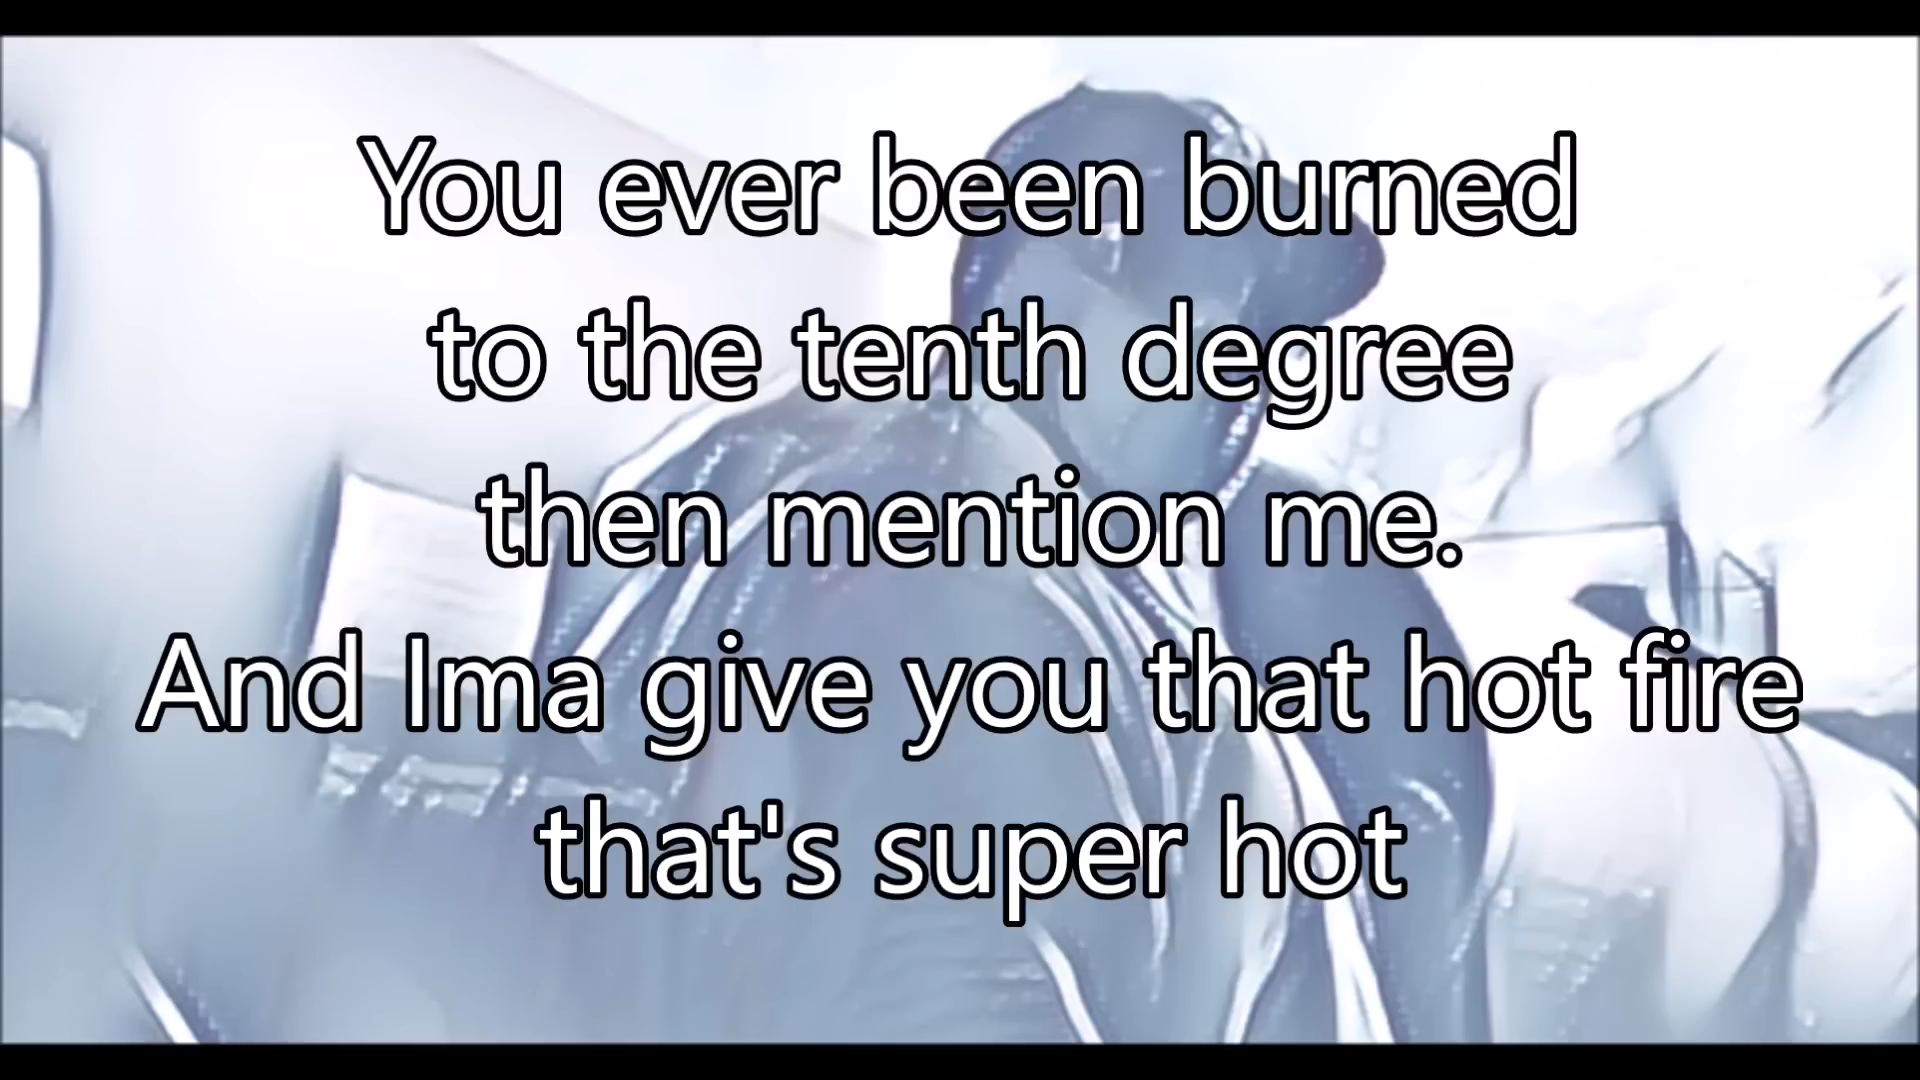 You ever been burned
to the tenth degree
then mention me.
And Ima give you that hot fire
that's super hot